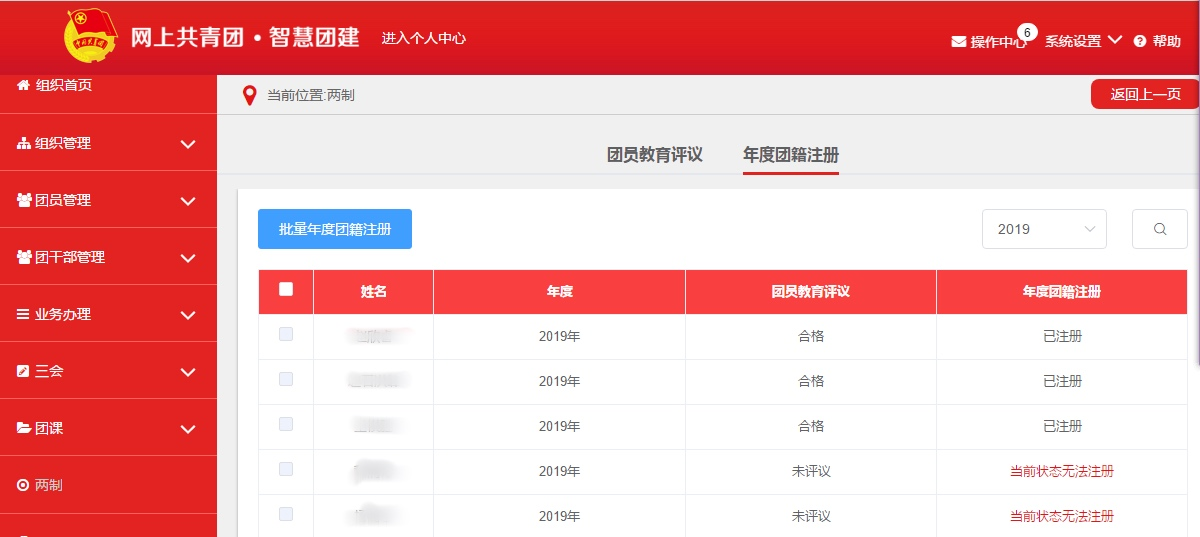 网上共青团·智慧团建 进入个人中心 操作中心 6 系统设置 帮助
组织首页
当前位置:两制 返回上一页
组织管理
团员教育评议 年度团籍注册
团员管理
批量年度团籍注册 2019
团干部管理
姓名 年度 团员教育评议 年度团籍注册
业务办理
2019年 合格 已注册
三会
2019年 合格 已注册
团课
2019年 合格 已注册
两制
2019年 未评议 当前状态无法注册
2019年 未评议 当前状态无法注册